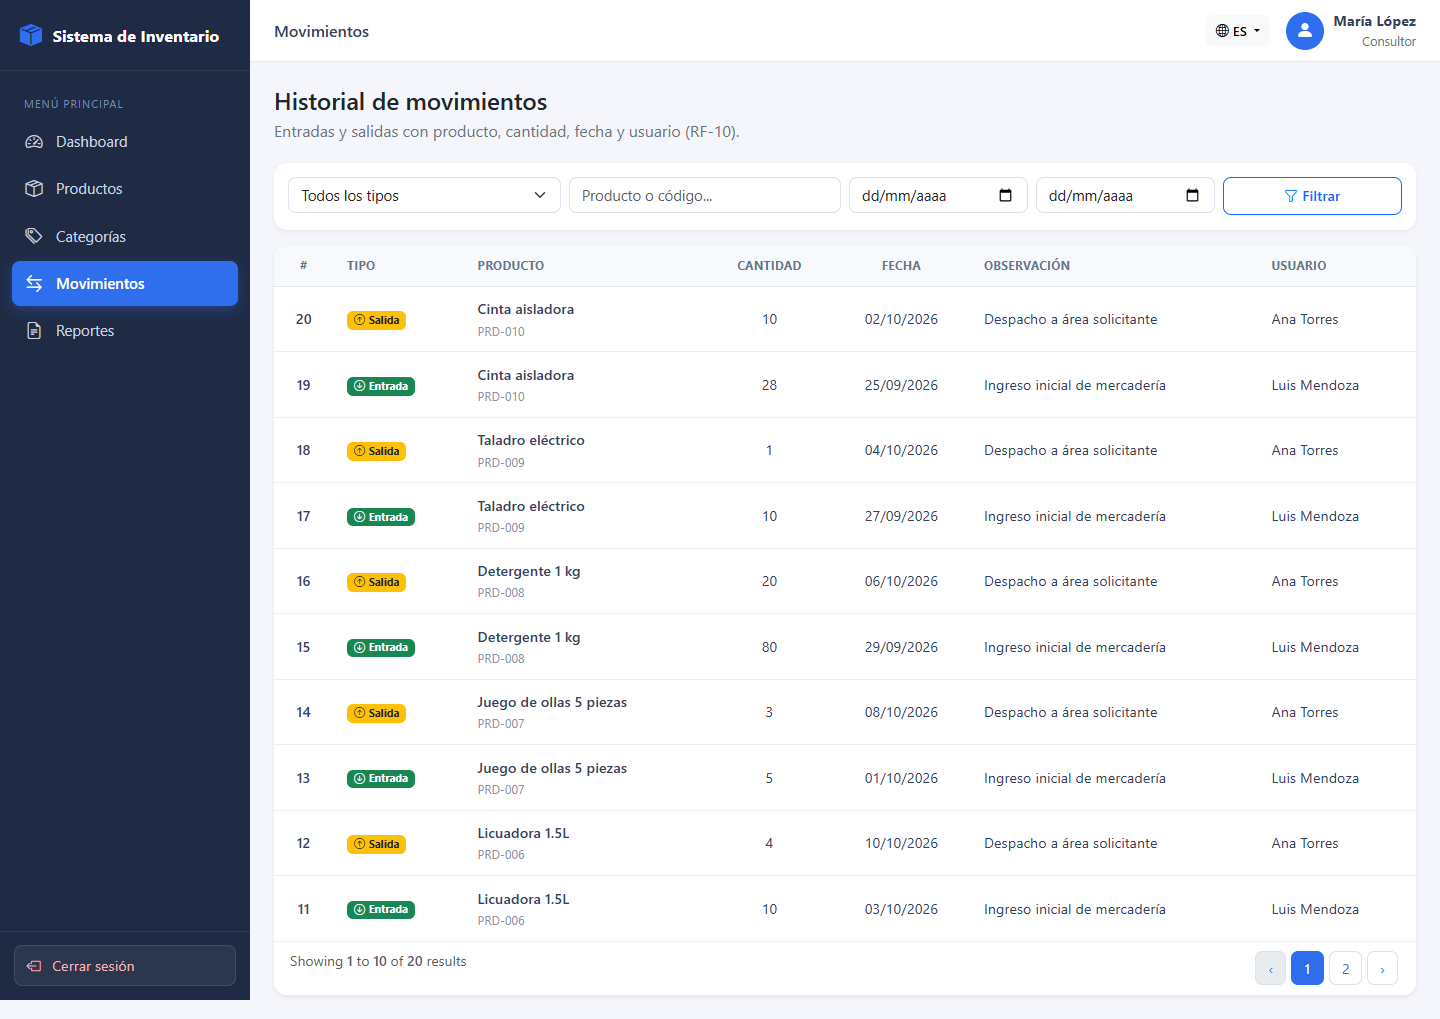 Sistema de Inventario
MENÚ PRINCIPAL
Dashboard
Productos
Categorías
Movimientos
Reportes
Cerrar sesión
Movimientos
ES
María López
Consultor
Historial de movimientos
Entradas y salidas con producto, cantidad, fecha y usuario (RF-10).
Todos los tipos
Producto o código...
dd/mm/aaaa
dd/mm/aaaa
Filtrar
# TIPO PRODUCTO CANTIDAD FECHA OBSERVACIÓN USUARIO
20 Salida Cinta aisladora 10 02/10/2026 Despacho a área solicitante Ana Torres
PRD-010
19 Entrada Cinta aisladora 28 25/09/2026 Ingreso inicial de mercadería Luis Mendoza
PRD-010
18 Salida Taladro eléctrico 1 04/10/2026 Despacho a área solicitante Ana Torres
PRD-009
17 Entrada Taladro eléctrico 10 27/09/2026 Ingreso inicial de mercadería Luis Mendoza
PRD-009
16 Salida Detergente 1 kg 20 06/10/2026 Despacho a área solicitante Ana Torres
PRD-008
15 Entrada Detergente 1 kg 80 29/09/2026 Ingreso inicial de mercadería Luis Mendoza
PRD-008
14 Salida Juego de ollas 5 piezas 3 08/10/2026 Despacho a área solicitante Ana Torres
PRD-007
13 Entrada Juego de ollas 5 piezas 5 01/10/2026 Ingreso inicial de mercadería Luis Mendoza
PRD-007
12 Salida Licuadora 1.5L 4 10/10/2026 Despacho a área solicitante Ana Torres
PRD-006
11 Entrada Licuadora 1.5L 10 03/10/2026 Ingreso inicial de mercadería Luis Mendoza
PRD-006
Showing 1 to 10 of 20 results
‹ 1 2 ›